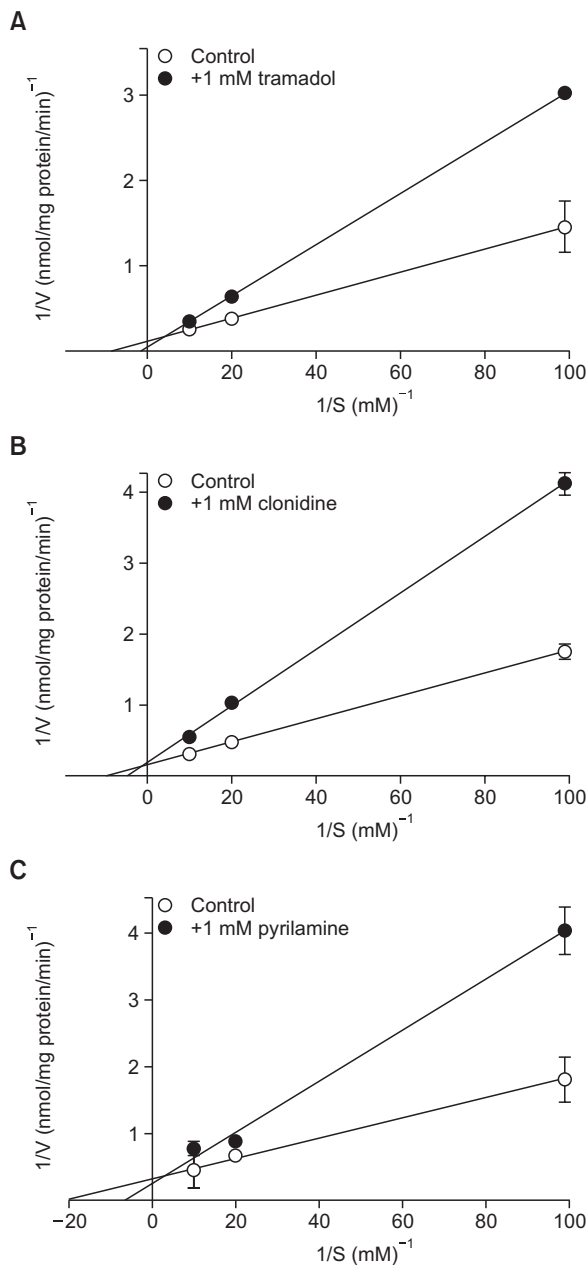 A
Control
+1 mM tramadol
1/V (nmol/mg protein/min)⁻¹
3
2
1
0 20 40 60 80 100
1/S (mM)⁻¹
B
Control
+1 mM clonidine
1/V (nmol/mg protein/min)⁻¹
4
3
2
1
0 20 40 60 80 100
1/S (mM)⁻¹
C
Control
+1 mM pyrilamine
1/V (nmol/mg protein/min)⁻¹
4
3
2
1
−20 0 20 40 60 80 100
1/S (mM)⁻¹